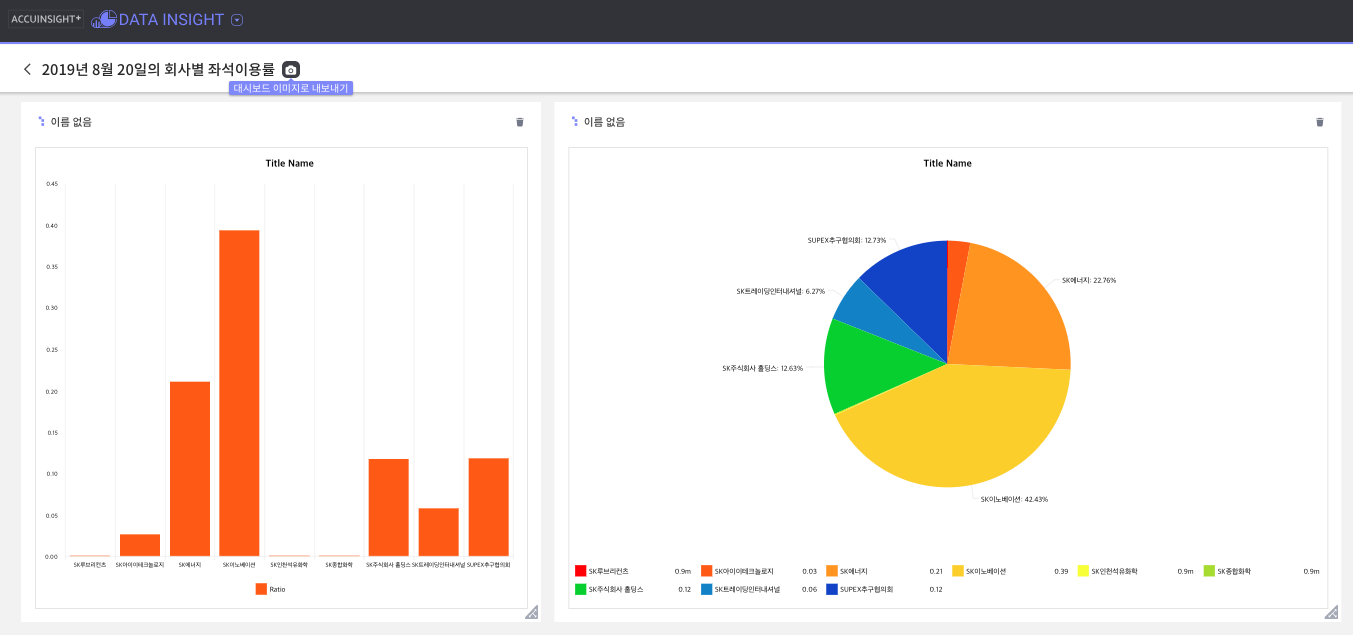 ACCUINSIGHT+ DATA INSIGHT
2019년 8월 20일의 회사별 좌석이용률
대시보드 이미지로 내보내기
이름 없음
Title Name
0.45
0.40
0.35
0.30
0.25
0.20
0.15
0.10
0.05
0.00
SK루브리컨츠 SK아이이테크놀로지 SK에너지 SK이노베이션 SK인천석유화학 SK종합화학 SK주식회사 홀딩스 SK트레이딩인터내셔널 SUPEX추구협의회
Ratio
이름 없음
Title Name
SUPEX추구협의회: 12.73%
SK에너지: 22.76%
SK트레이딩인터내셔널: 6.27%
SK주식회사 홀딩스: 12.63%
SK이노베이션: 42.43%
SK루브리컨츠 0.9m SK아이이테크놀로지 0.03 SK에너지 0.21 SK이노베이션 0.39 SK인천석유화학 0.9m SK종합화학 0.9m
SK주식회사 홀딩스 0.12 SK트레이딩인터내셔널 0.06 SUPEX추구협의회 0.12